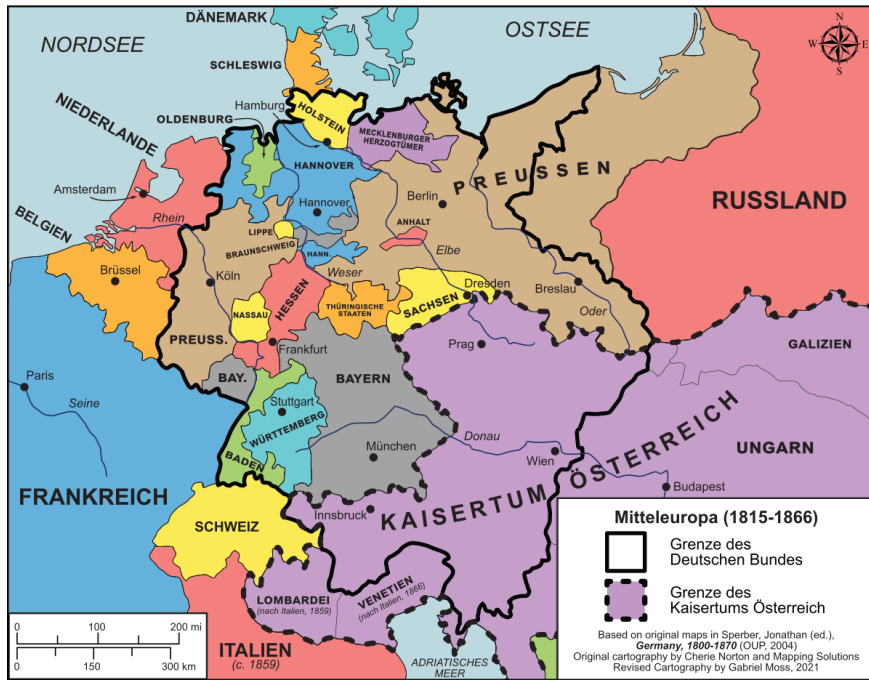 DÄNEMARK
NORDSEE
OSTSEE
N
W
E
S
SCHLESWIG
Hamburg
HOLSTEIN
NIEDERLANDE
OLDENBURG
MECKLENBURGER
HERZOGTÜMER
HANNOVER
PREUSSEN
RUSSLAND
Amsterdam
Berlin
Hannover
Rhein
BELGIEN
LIPPE
ANHALT
BRAUNSCHWEIG
HANN.
Elbe
Brüssel
Köln
Weser
HESSEN
Dresden
Breslau
NASSAU
THÜRINGISCHE
STAATEN
SACHSEN
Oder
PREUSS.
Frankfurt
Prag
GALIZIEN
Paris
BAY.
BAYERN
Seine
Stuttgart
WÜRTTEMBERG
Donau
UNGARN
BADEN
München
Wien
KAISERTUM ÖSTERREICH
Budapest
FRANKREICH
Innsbruck
SCHWEIZ
LOMBARDEI
(nach Italien, 1859)
VENETIEN
(nach Italien, 1866)
ITALIEN
(c. 1859)
ADRIATISCHES
MEER
0 100 200 mi
0 150 300 km
Mitteleuropa (1815-1866)
Grenze des
Deutschen Bundes
Grenze des
Kaisertums Österreich
Based on original maps in Sperber, Jonathan (ed.),
Germany, 1800-1870 (OUP, 2004)
Original cartography by Cherie Norton and Mapping Solutions
Revised Cartography by Gabriel Moss, 2021